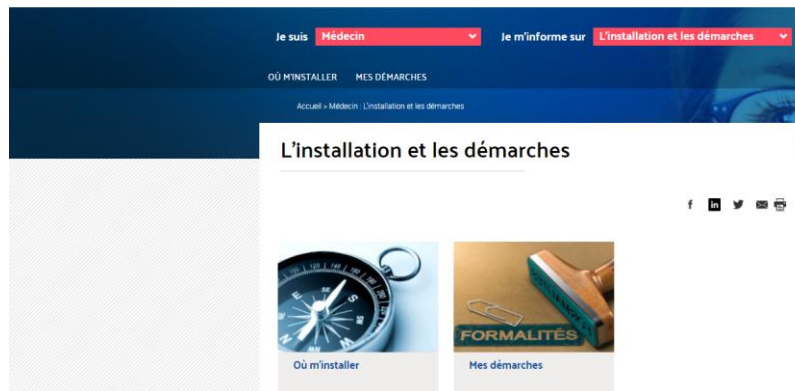 Je suis Médecin Je m'informe sur L'installation et les démarches
OÙ M'INSTALLER MES DÉMARCHES
Accueil > Médecin : L'installation et les démarches
L'installation et les démarches
f in
FORMALITÉS
Où m'installer Mes démarches